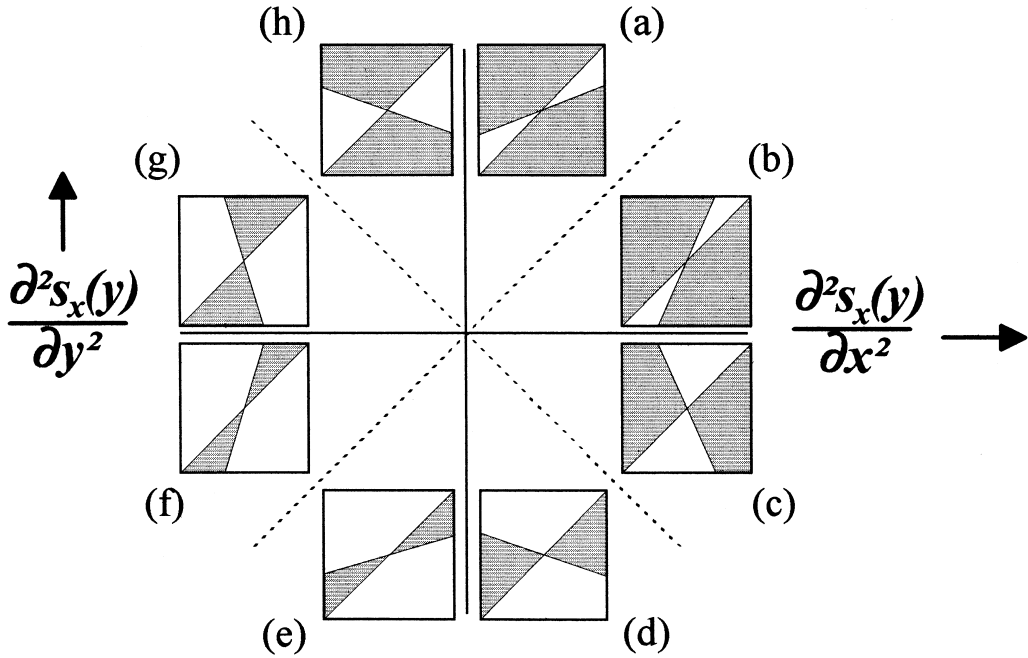 (h) (a)
(g) (b)
∂²sₓ(y)
∂y²
∂²sₓ(y)
∂x²
(f) (c)
(e) (d)